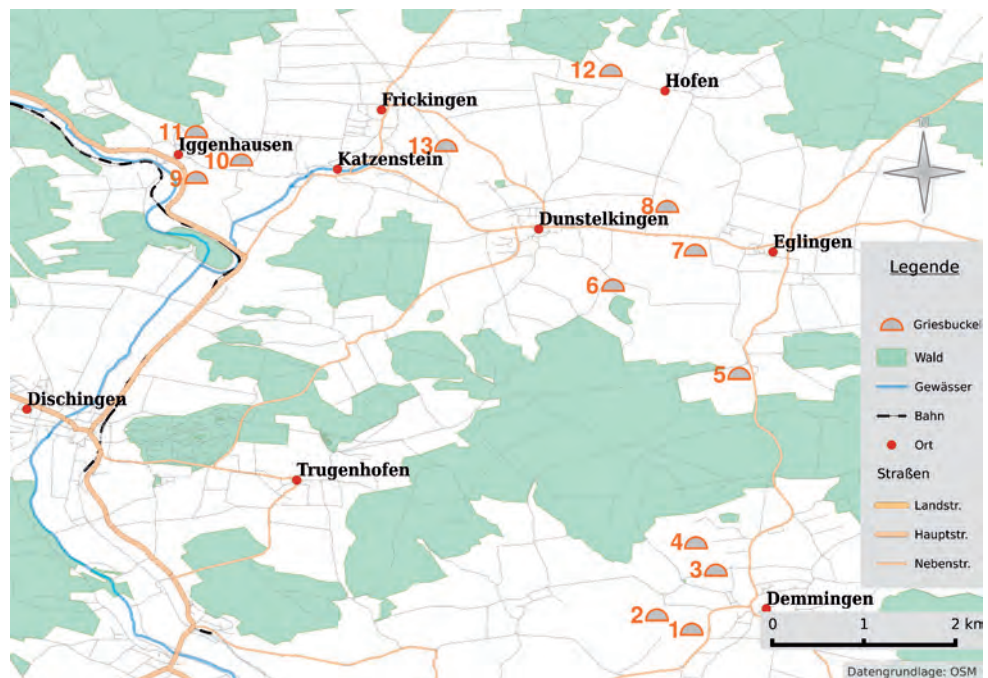 12
Hofen
Frickingen
11
Iggenhausen
10
13
Katzenstein
9
8
Dunstelkingen
7
Eglingen
6
Legende
Griesbuckel
Wald
5
Gewässer
Dischingen
Bahn
Ort
Trugenhofen
Straßen
Landstr.
Hauptstr.
4
3
Nebenstr.
Demmingen
2
1
0 1 2 km
Datengrundlage: OSM